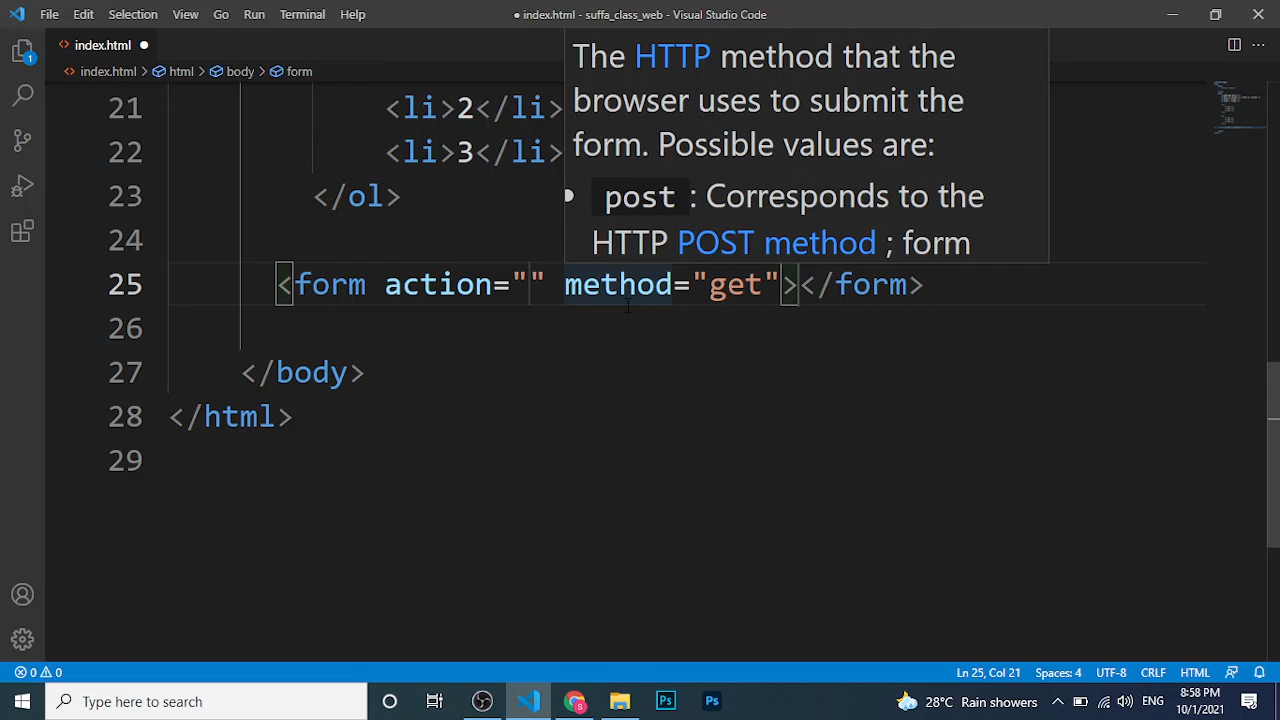 File Edit Selection View Go Run Terminal Help
● index.html - suffa_class_web - Visual Studio Code
index.html ●
index.html > html > body > form
The HTTP method that the
browser uses to submit the
form. Possible values are:
● post : Corresponds to the
HTTP POST method ; form
21 <li>2</li>
22 <li>3</li>
23 </ol>
24
25 <form action="" method="get"></form>
26
27 </body>
28 </html>
29
1
0 0
Ln 25, Col 21 Spaces: 4 UTF-8 CRLF HTML
Type here to search
Ps
Ps
S
28°C Rain showers
ENG
8:58 PM
10/1/2021